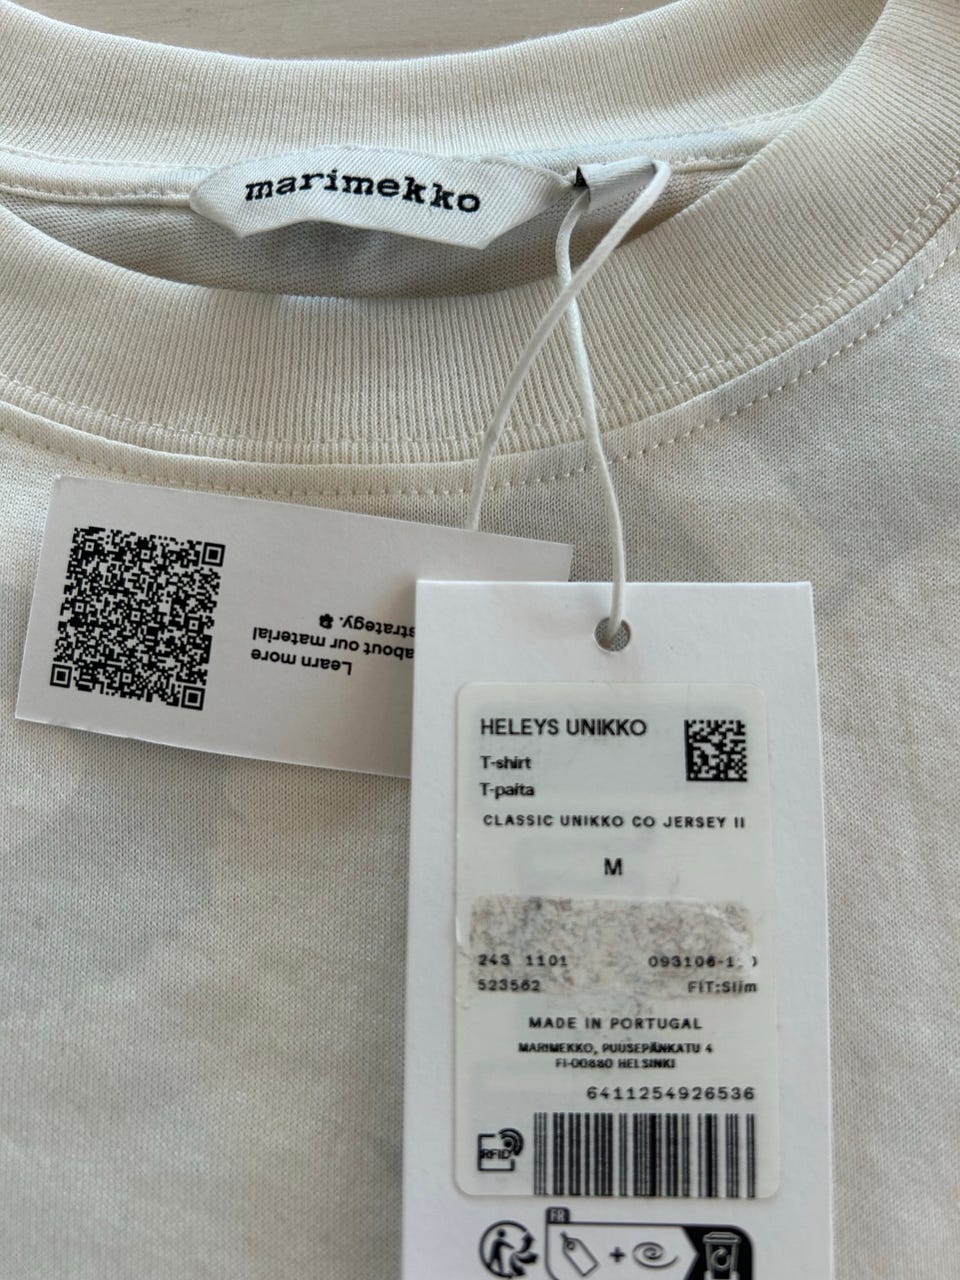 marimekko
Learn more
about our material
strategy.
HELEYS UNIKKO
T-shirt
T-paita
CLASSIC UNIKKO CO JERSEY II
M
243 1101
523562 FIT:Slim
MADE IN PORTUGAL
MARIMEKKO, PUUSEPÄNKATU 4
FI-00880 HELSINKI
6411254926536
RFID
FR